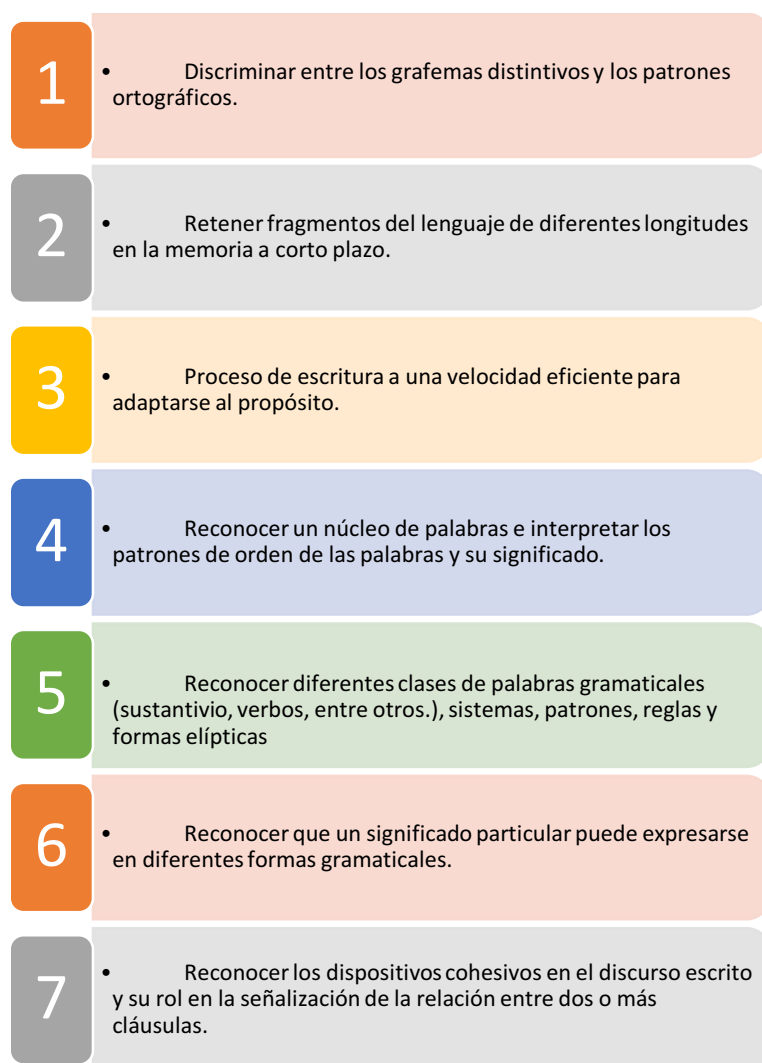 1
• Discriminar entre los grafemas distintivos y los patrones
ortográficos.
2
• Retener fragmentos del lenguaje de diferentes longitudes
en la memoria a corto plazo.
3
• Proceso de escritura a una velocidad eficiente para
adaptarse al propósito.
4
• Reconocer un núcleo de palabras e interpretar los
patrones de orden de las palabras y su significado.
5
• Reconocer diferentes clases de palabras gramaticales
(sustantivio, verbos, entre otros.), sistemas, patrones, reglas y
formas elípticas
6
• Reconocer que un significado particular puede expresarse
en diferentes formas gramaticales.
7
• Reconocer los dispositivos cohesivos en el discurso escrito
y su rol en la señalización de la relación entre dos o más
cláusulas.